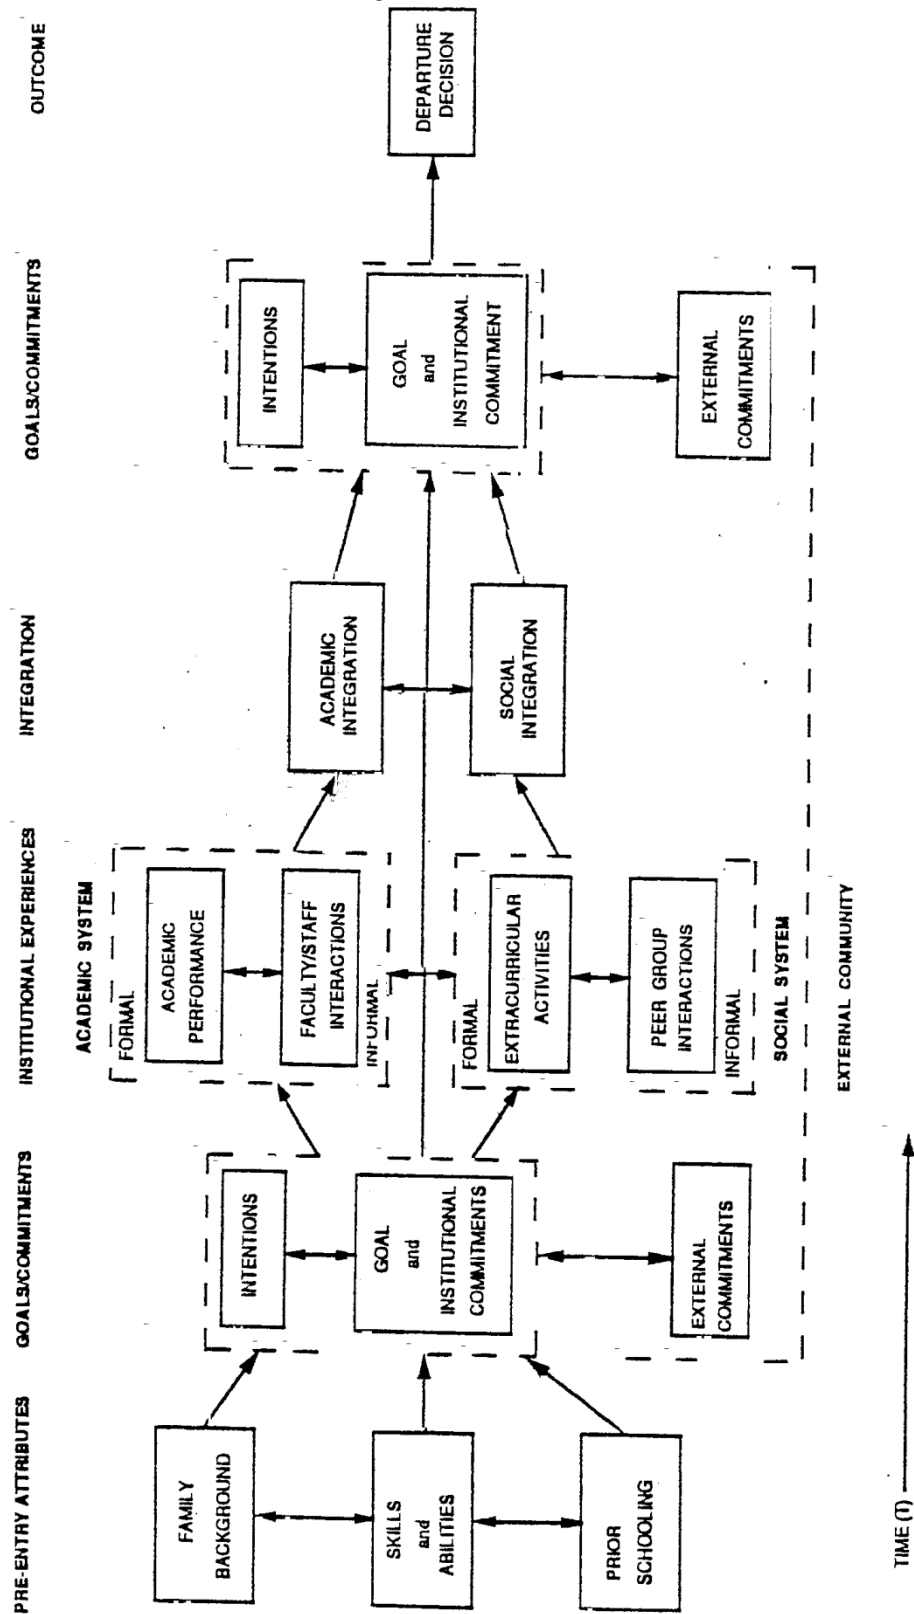 PRE-ENTRY ATTRIBUTES
GOALS/COMMITMENTS
INSTITUTIONAL EXPERIENCES
INTEGRATION
GOALS/COMMITMENTS
OUTCOME
FAMILY
BACKGROUND
SKILLS
and
ABILITIES
PRIOR
SCHOOLING
INTENTIONS
GOAL
and
INSTITUTIONAL
COMMITMENTS
EXTERNAL
COMMITMENTS
ACADEMIC SYSTEM
FORMAL
ACADEMIC
PERFORMANCE
FACULTY/STAFF
INTERACTIONS
INFORMAL
FORMAL
EXTRACURRICULAR
ACTIVITIES
PEER GROUP
INTERACTIONS
INFORMAL
SOCIAL SYSTEM
ACADEMIC
INTEGRATION
SOCIAL
INTEGRATION
INTENTIONS
GOAL
and
INSTITUTIONAL
COMMITMENT
EXTERNAL
COMMITMENTS
DEPARTURE
DECISION
EXTERNAL COMMUNITY
TIME (T)